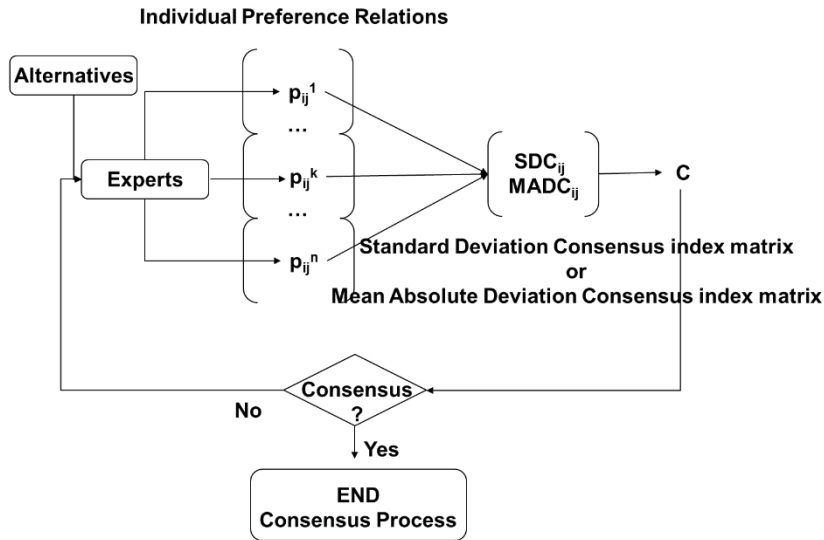 Individual Preference Relations
Alternatives
p_ij^1
...
Experts
p_ij^k
...
p_ij^n
SDC_ij
MADC_ij
C
Standard Deviation Consensus index matrix
or
Mean Absolute Deviation Consensus index matrix
Consensus
?
No
Yes
END
Consensus Process